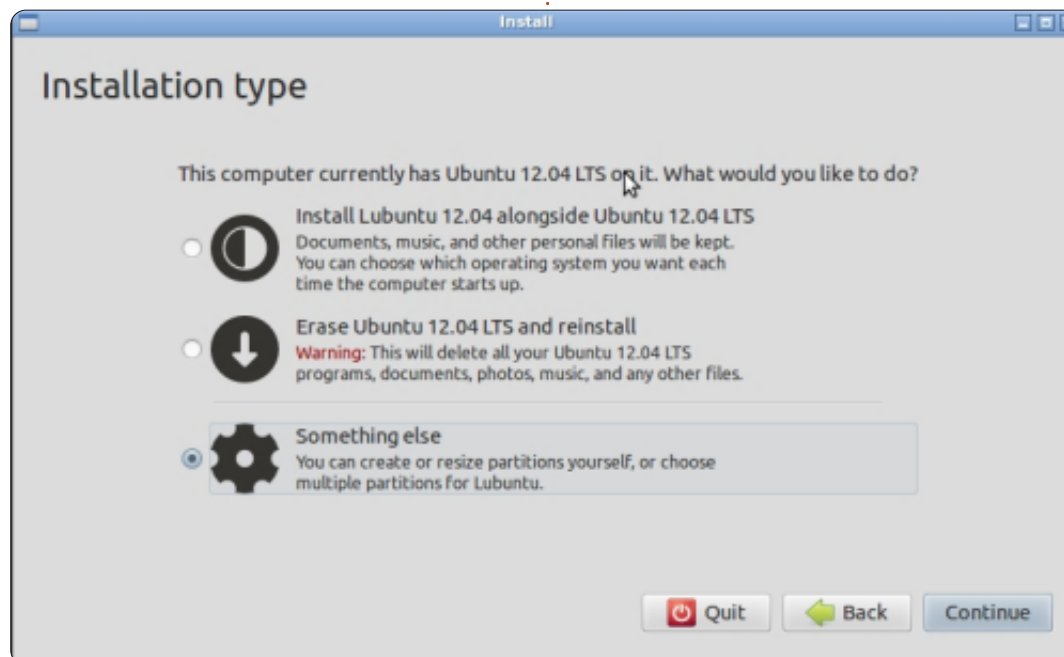 Install
Installation type
This computer currently has Ubuntu 12.04 LTS on it. What would you like to do?
Install Lubuntu 12.04 alongside Ubuntu 12.04 LTS
Documents, music, and other personal files will be kept.
You can choose which operating system you want each
time the computer starts up.
Erase Ubuntu 12.04 LTS and reinstall
Warning: This will delete all your Ubuntu 12.04 LTS
programs, documents, photos, music, and any other files.
Something else
You can create or resize partitions yourself, or choose
multiple partitions for Lubuntu.
Quit
Back
Continue